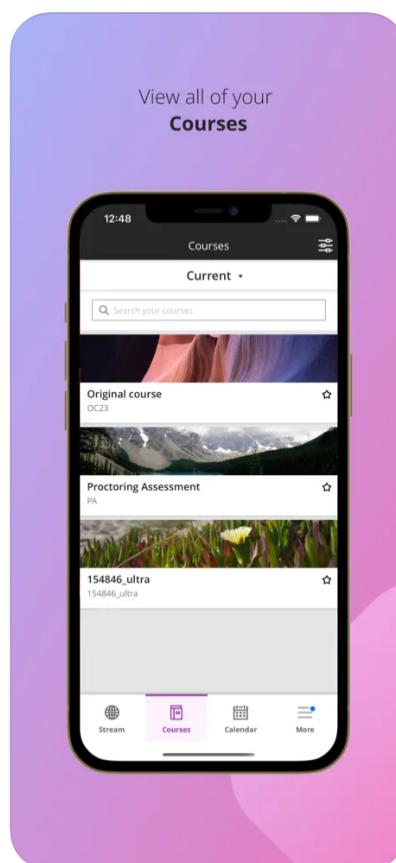 View all of your
Courses
12:48
Courses
Current
Search your courses
Original course
OC23
Proctoring Assessment
PA
154846_ultra
154846_ultra
Stream
Courses
Calendar
More